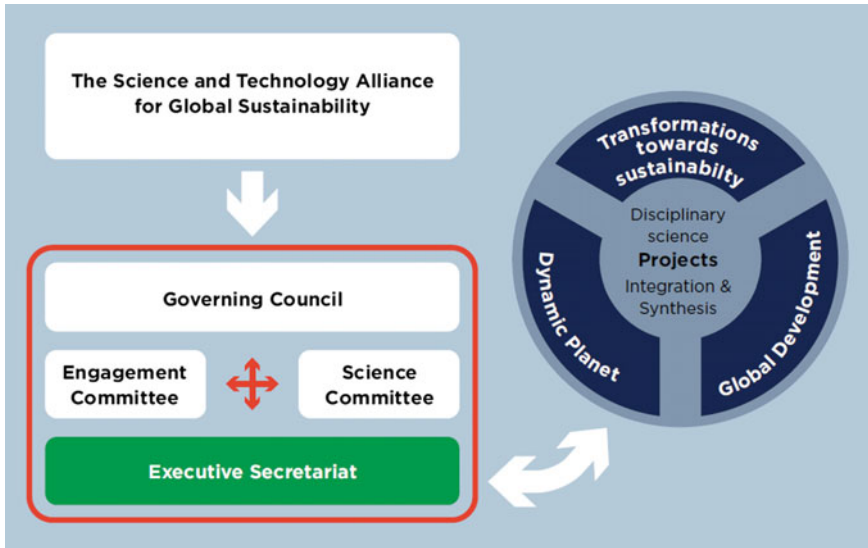 The Science and Technology Alliance
for Global Sustainability
Governing Council
Engagement
Committee
Science
Committee
Executive Secretariat
Transformations
towards
sustainabilty
Disciplinary
science
Projects
Integration &
Synthesis
Dynamic Planet
Global Development